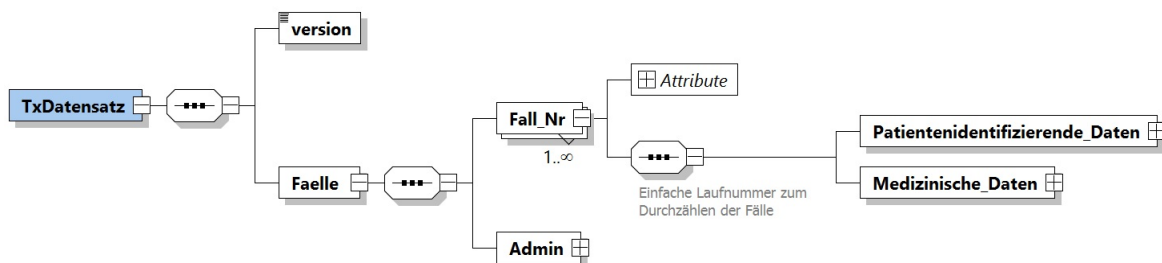 version
TxDatensatz
Attribute
Fall_Nr
1..∞
Patientenidentifizierende_Daten
Medizinische_Daten
Faelle
Einfache Laufnummer zum
Durchzählen der Fälle
Admin